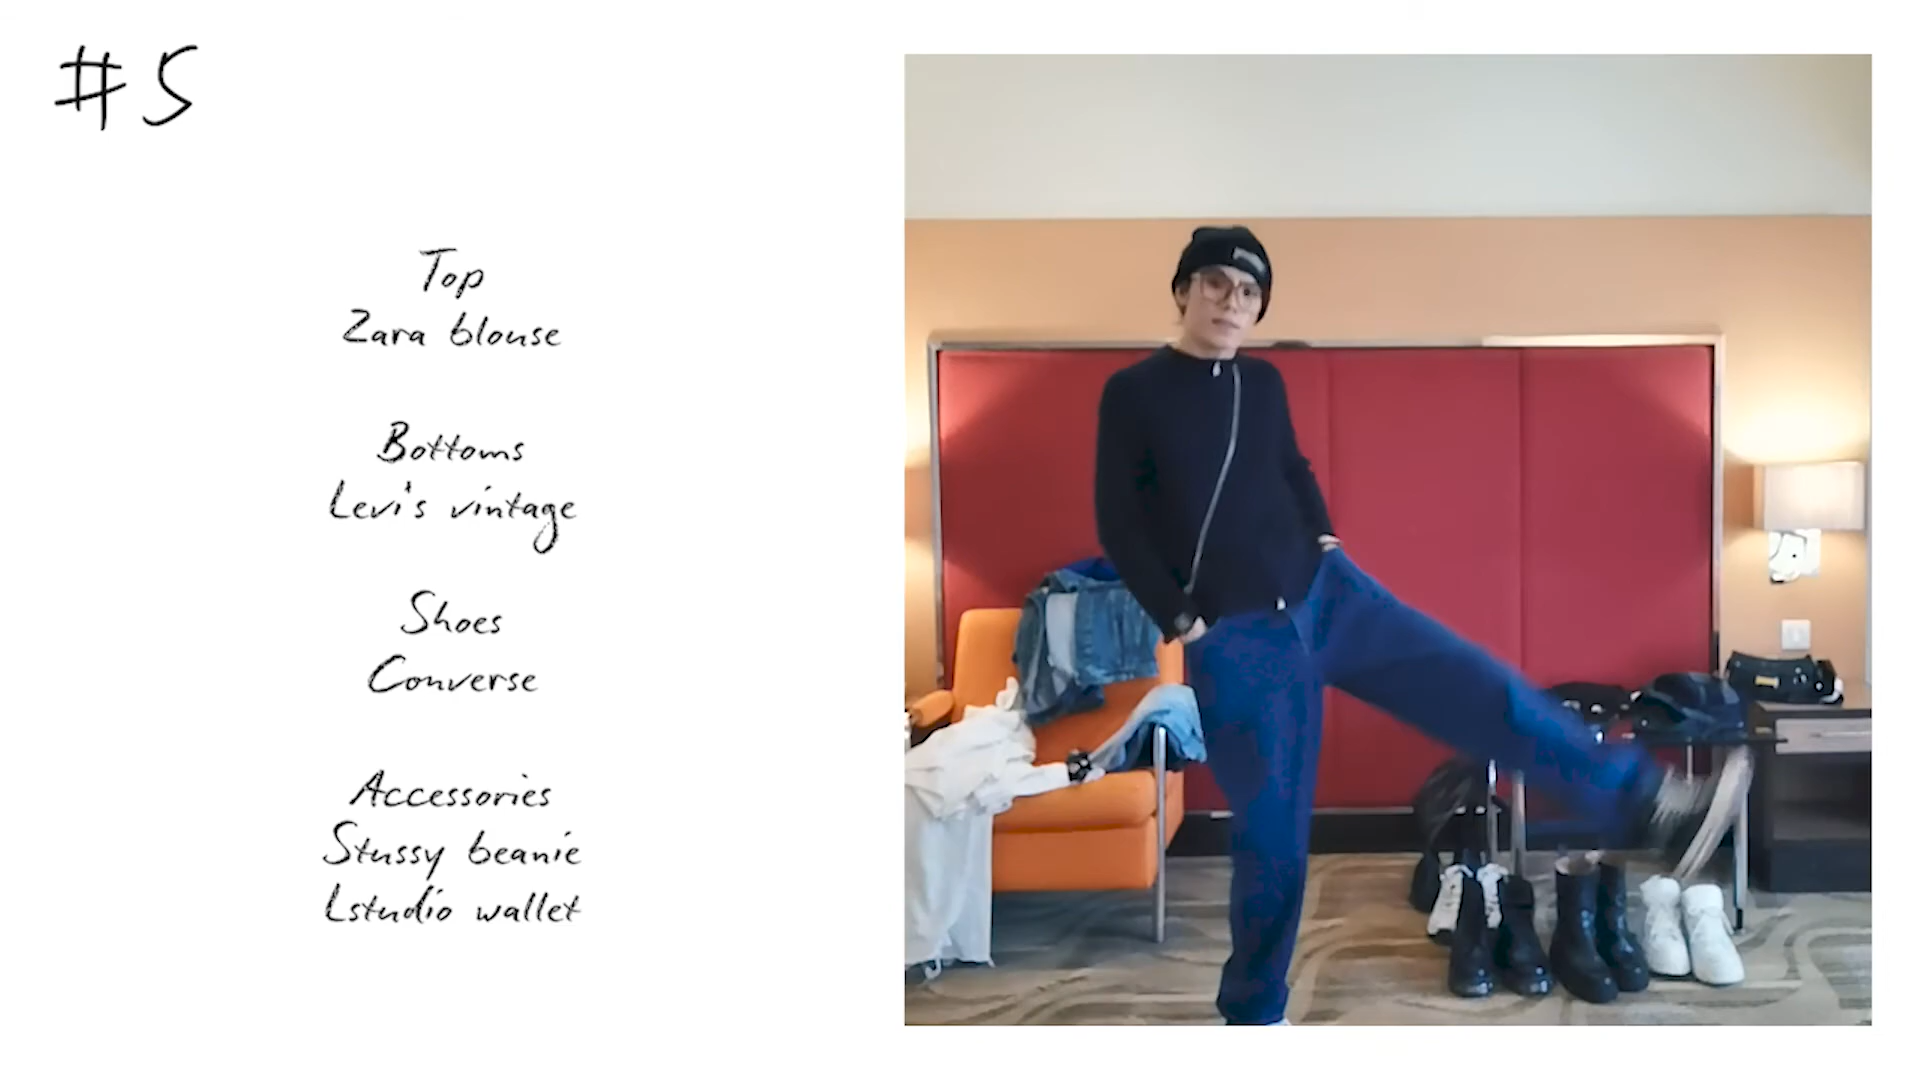 #5
Top
Zara blouse
Bottoms
Levi's vintage
Shoes
Converse
Accessories
Stussy beanie
Lstudio wallet